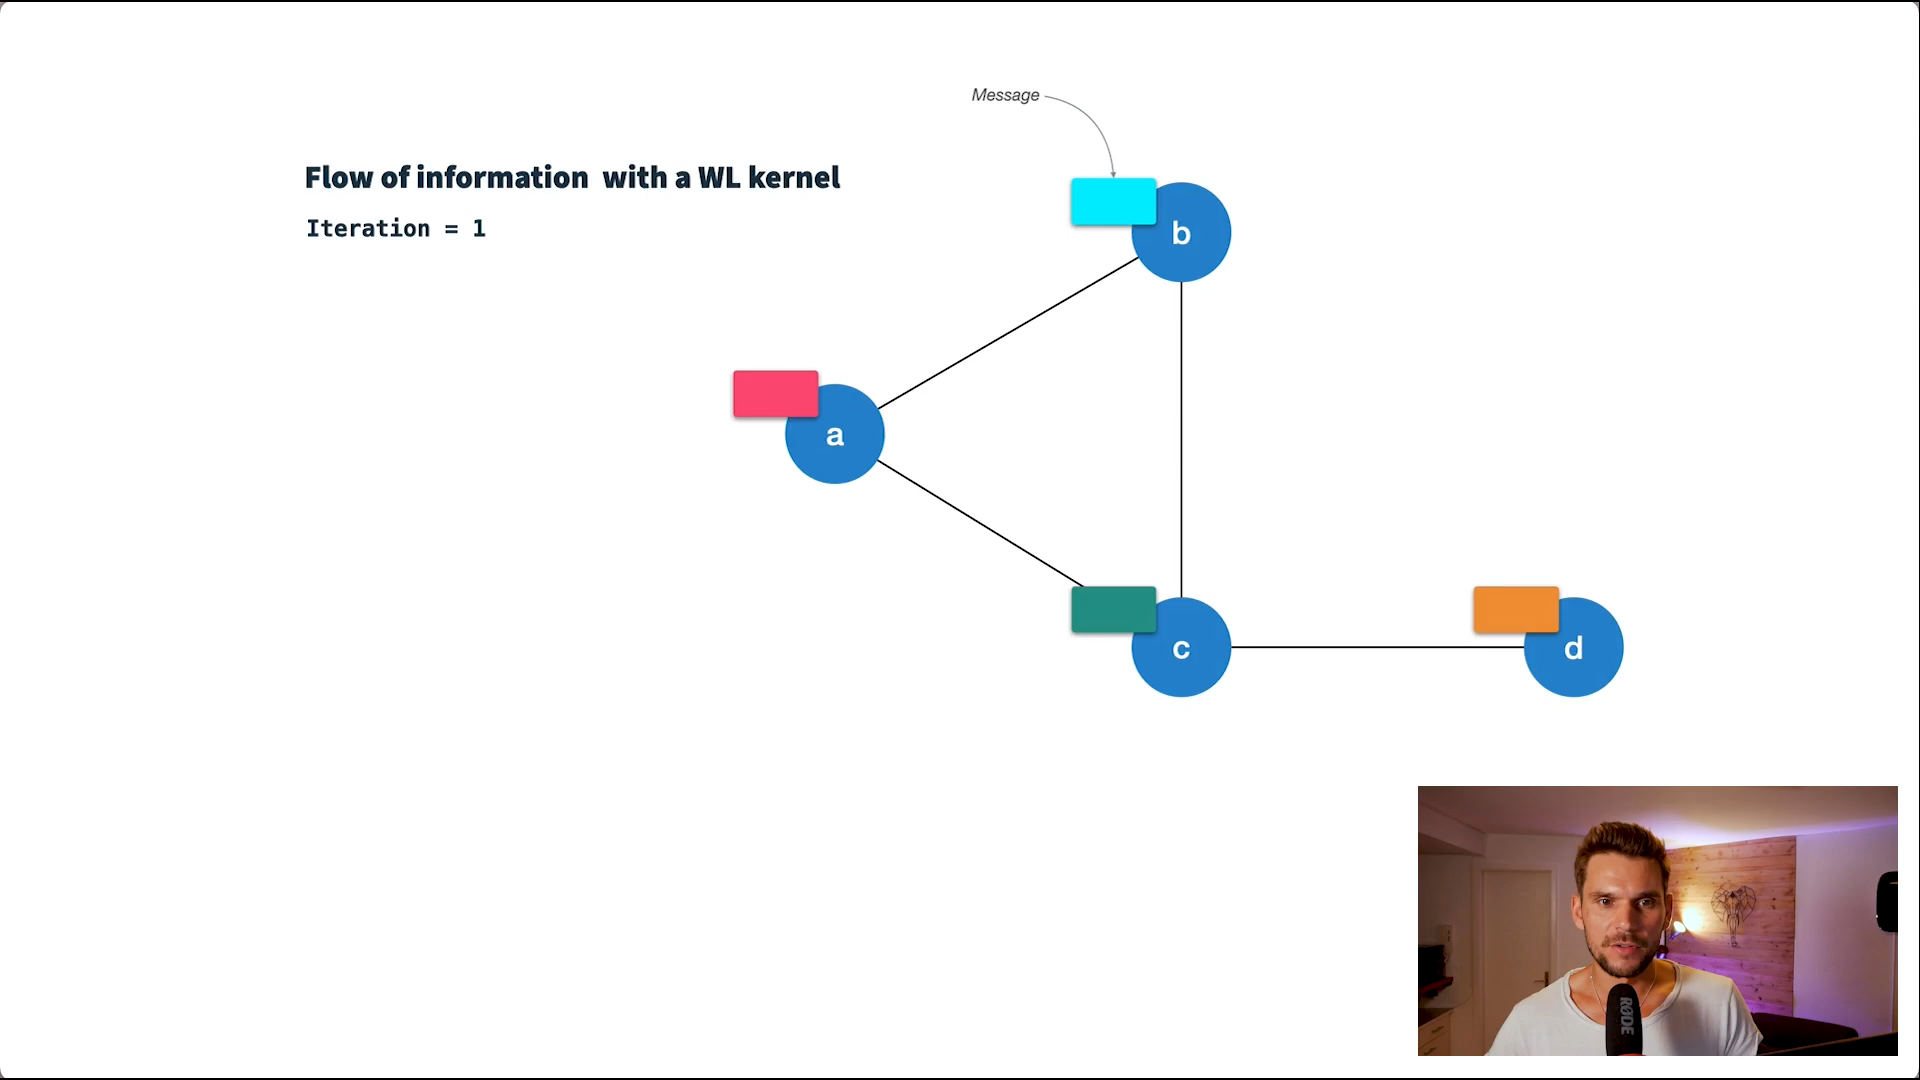 Message
Flow of information with a WL kernel
Iteration = 1
b
a
c
d
RØDE